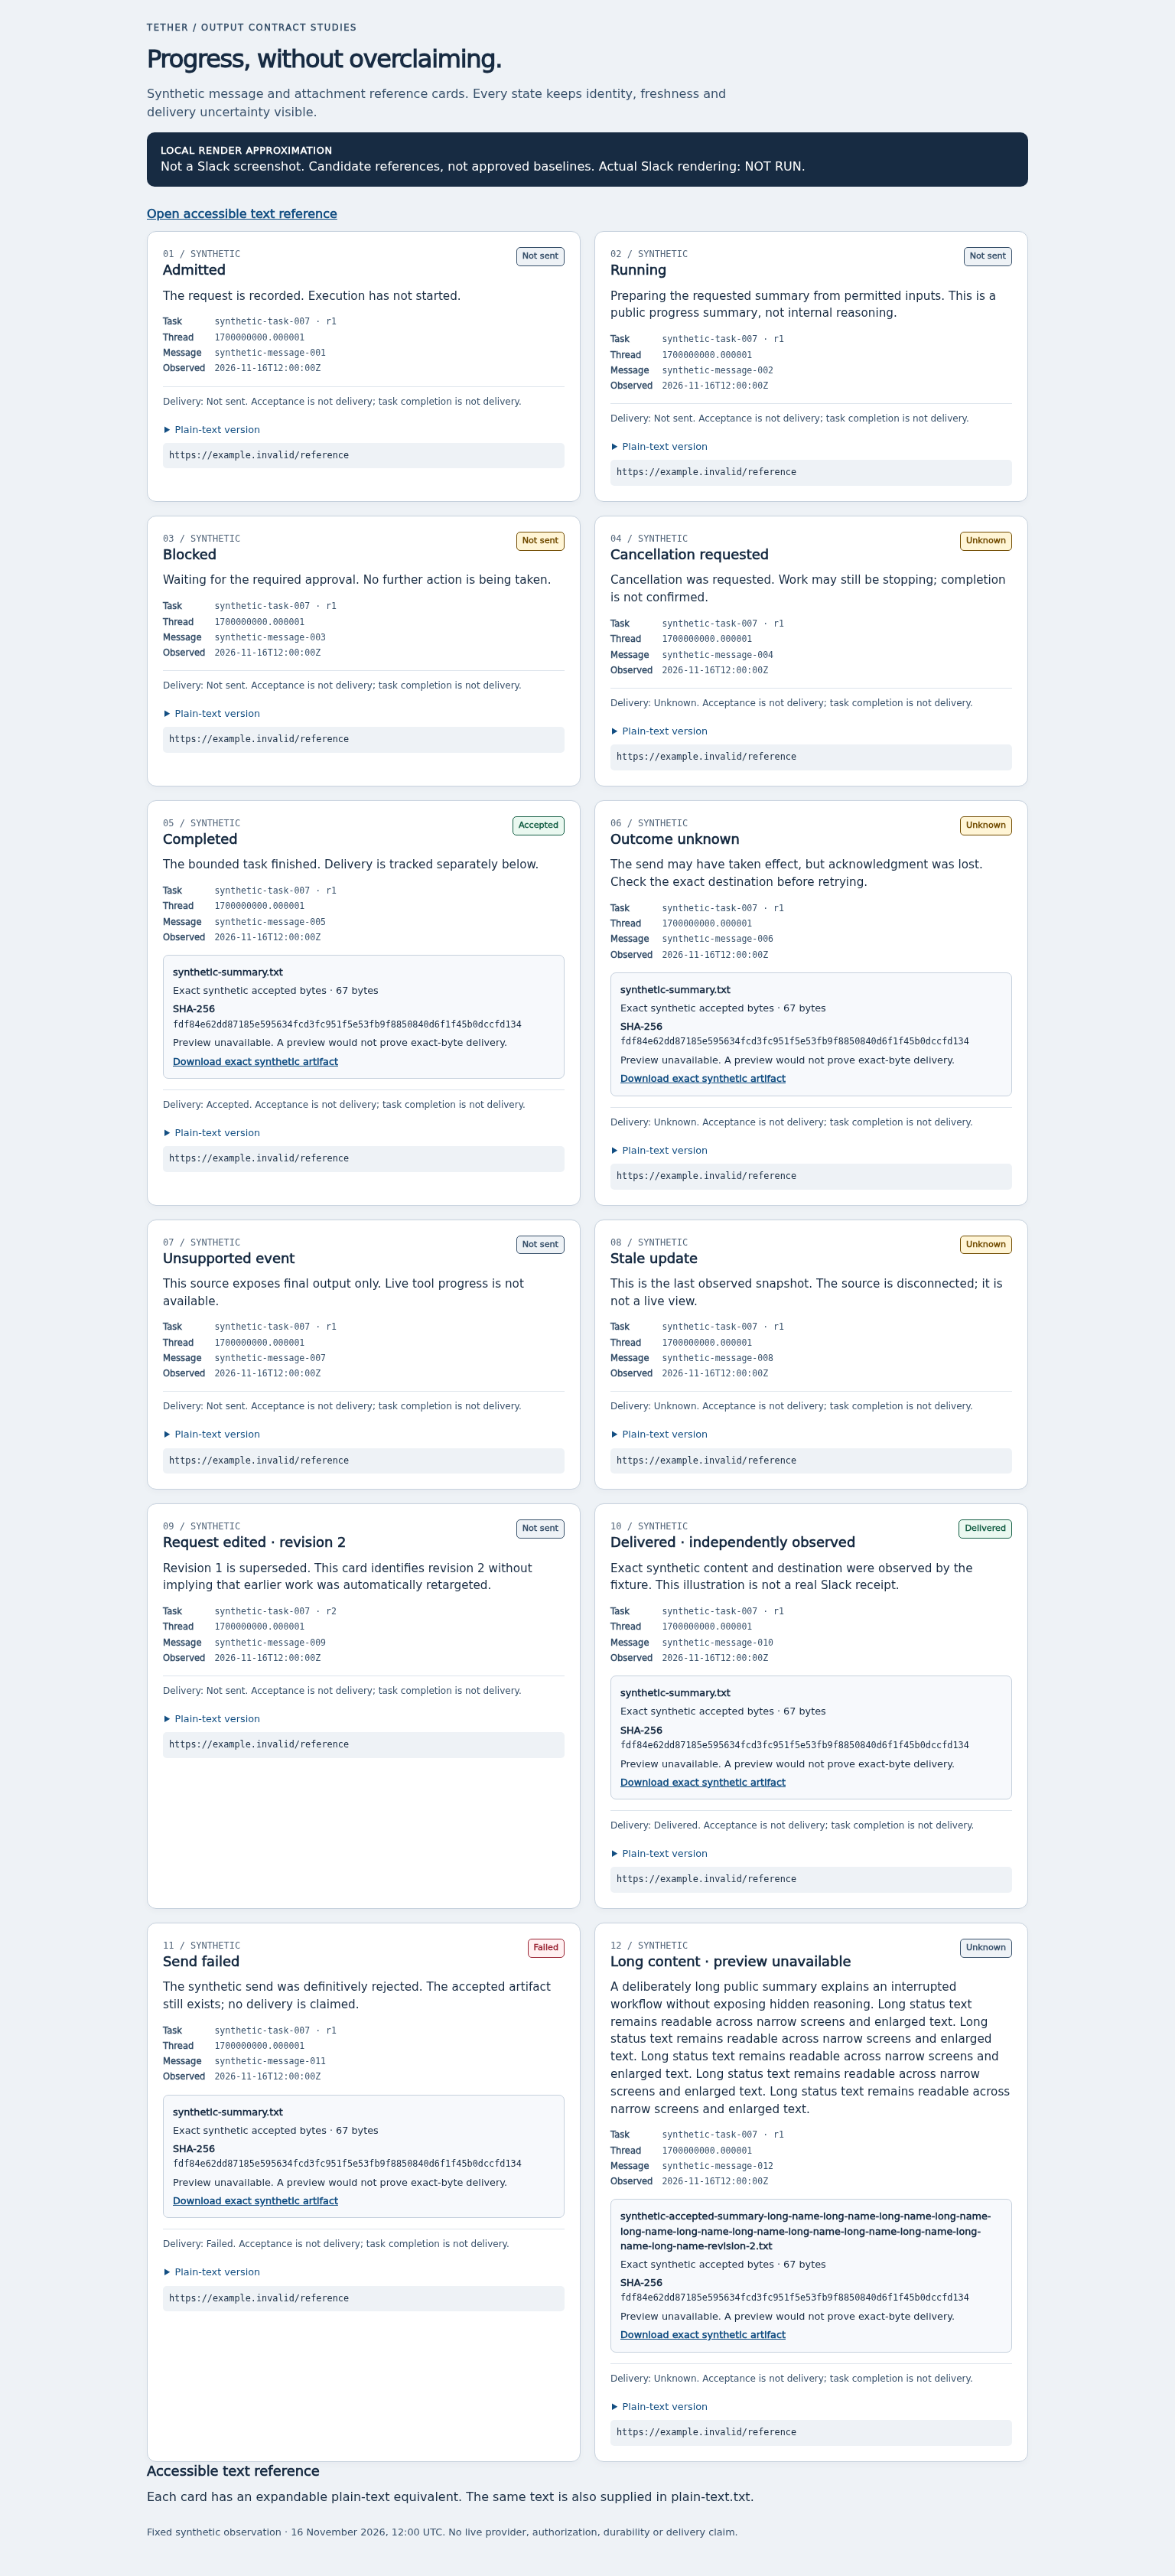 TETHER / OUTPUT CONTRACT STUDIES
Progress, without overclaiming.
Synthetic message and attachment reference cards. Every state keeps identity, freshness and
delivery uncertainty visible.
LOCAL RENDER APPROXIMATION
Not a Slack screenshot. Candidate references, not approved baselines. Actual Slack rendering: NOT RUN.
Open accessible text reference
01 / SYNTHETIC
Not sent
Admitted
The request is recorded. Execution has not started.
Task synthetic-task-007 · r1
Thread 1700000000.000001
Message synthetic-message-001
Observed 2026-11-16T12:00:00Z
Delivery: Not sent. Acceptance is not delivery; task completion is not delivery.
▶ Plain-text version
https://example.invalid/reference
02 / SYNTHETIC
Not sent
Running
Preparing the requested summary from permitted inputs. This is a
public progress summary, not internal reasoning.
Task synthetic-task-007 · r1
Thread 1700000000.000001
Message synthetic-message-002
Observed 2026-11-16T12:00:00Z
Delivery: Not sent. Acceptance is not delivery; task completion is not delivery.
▶ Plain-text version
https://example.invalid/reference
03 / SYNTHETIC
Not sent
Blocked
Waiting for the required approval. No further action is being taken.
Task synthetic-task-007 · r1
Thread 1700000000.000001
Message synthetic-message-003
Observed 2026-11-16T12:00:00Z
Delivery: Not sent. Acceptance is not delivery; task completion is not delivery.
▶ Plain-text version
https://example.invalid/reference
04 / SYNTHETIC
Unknown
Cancellation requested
Cancellation was requested. Work may still be stopping; completion
is not confirmed.
Task synthetic-task-007 · r1
Thread 1700000000.000001
Message synthetic-message-004
Observed 2026-11-16T12:00:00Z
Delivery: Unknown. Acceptance is not delivery; task completion is not delivery.
▶ Plain-text version
https://example.invalid/reference
05 / SYNTHETIC
Accepted
Completed
The bounded task finished. Delivery is tracked separately below.
Task synthetic-task-007 · r1
Thread 1700000000.000001
Message synthetic-message-005
Observed 2026-11-16T12:00:00Z
synthetic-summary.txt
Exact synthetic accepted bytes · 67 bytes
SHA-256
fdf84e62dd87185e595634fcd3fc951f5e53fb9f8850840d6f1f45b0dccfd134
Preview unavailable. A preview would not prove exact-byte delivery.
Download exact synthetic artifact
Delivery: Accepted. Acceptance is not delivery; task completion is not delivery.
▶ Plain-text version
https://example.invalid/reference
06 / SYNTHETIC
Unknown
Outcome unknown
The send may have taken effect, but acknowledgment was lost.
Check the exact destination before retrying.
Task synthetic-task-007 · r1
Thread 1700000000.000001
Message synthetic-message-006
Observed 2026-11-16T12:00:00Z
synthetic-summary.txt
Exact synthetic accepted bytes · 67 bytes
SHA-256
fdf84e62dd87185e595634fcd3fc951f5e53fb9f8850840d6f1f45b0dccfd134
Preview unavailable. A preview would not prove exact-byte delivery.
Download exact synthetic artifact
Delivery: Unknown. Acceptance is not delivery; task completion is not delivery.
▶ Plain-text version
https://example.invalid/reference
07 / SYNTHETIC
Not sent
Unsupported event
This source exposes final output only. Live tool progress is not
available.
Task synthetic-task-007 · r1
Thread 1700000000.000001
Message synthetic-message-007
Observed 2026-11-16T12:00:00Z
Delivery: Not sent. Acceptance is not delivery; task completion is not delivery.
▶ Plain-text version
https://example.invalid/reference
08 / SYNTHETIC
Unknown
Stale update
This is the last observed snapshot. The source is disconnected; it is
not a live view.
Task synthetic-task-007 · r1
Thread 1700000000.000001
Message synthetic-message-008
Observed 2026-11-16T12:00:00Z
Delivery: Unknown. Acceptance is not delivery; task completion is not delivery.
▶ Plain-text version
https://example.invalid/reference
09 / SYNTHETIC
Not sent
Request edited · revision 2
Revision 1 is superseded. This card identifies revision 2 without
implying that earlier work was automatically retargeted.
Task synthetic-task-007 · r2
Thread 1700000000.000001
Message synthetic-message-009
Observed 2026-11-16T12:00:00Z
Delivery: Not sent. Acceptance is not delivery; task completion is not delivery.
▶ Plain-text version
https://example.invalid/reference
10 / SYNTHETIC
Delivered
Delivered · independently observed
Exact synthetic content and destination were observed by the
fixture. This illustration is not a real Slack receipt.
Task synthetic-task-007 · r1
Thread 1700000000.000001
Message synthetic-message-010
Observed 2026-11-16T12:00:00Z
synthetic-summary.txt
Exact synthetic accepted bytes · 67 bytes
SHA-256
fdf84e62dd87185e595634fcd3fc951f5e53fb9f8850840d6f1f45b0dccfd134
Preview unavailable. A preview would not prove exact-byte delivery.
Download exact synthetic artifact
Delivery: Delivered. Acceptance is not delivery; task completion is not delivery.
▶ Plain-text version
https://example.invalid/reference
11 / SYNTHETIC
Failed
Send failed
The synthetic send was definitively rejected. The accepted artifact
still exists; no delivery is claimed.
Task synthetic-task-007 · r1
Thread 1700000000.000001
Message synthetic-message-011
Observed 2026-11-16T12:00:00Z
synthetic-summary.txt
Exact synthetic accepted bytes · 67 bytes
SHA-256
fdf84e62dd87185e595634fcd3fc951f5e53fb9f8850840d6f1f45b0dccfd134
Preview unavailable. A preview would not prove exact-byte delivery.
Download exact synthetic artifact
Delivery: Failed. Acceptance is not delivery; task completion is not delivery.
▶ Plain-text version
https://example.invalid/reference
12 / SYNTHETIC
Unknown
Long content · preview unavailable
A deliberately long public summary explains an interrupted
workflow without exposing hidden reasoning. Long status text
remains readable across narrow screens and enlarged text. Long
status text remains readable across narrow screens and enlarged
text. Long status text remains readable across narrow screens and
enlarged text. Long status text remains readable across narrow
screens and enlarged text. Long status text remains readable across
narrow screens and enlarged text.
Task synthetic-task-007 · r1
Thread 1700000000.000001
Message synthetic-message-012
Observed 2026-11-16T12:00:00Z
synthetic-accepted-summary-long-name-long-name-long-name-long-name-
long-name-long-name-long-name-long-name-long-name-long-name-long-
name-long-name-revision-2.txt
Exact synthetic accepted bytes · 67 bytes
SHA-256
fdf84e62dd87185e595634fcd3fc951f5e53fb9f8850840d6f1f45b0dccfd134
Preview unavailable. A preview would not prove exact-byte delivery.
Download exact synthetic artifact
Delivery: Unknown. Acceptance is not delivery; task completion is not delivery.
▶ Plain-text version
https://example.invalid/reference
Accessible text reference
Each card has an expandable plain-text equivalent. The same text is also supplied in plain-text.txt.
Fixed synthetic observation · 16 November 2026, 12:00 UTC. No live provider, authorization, durability or delivery claim.